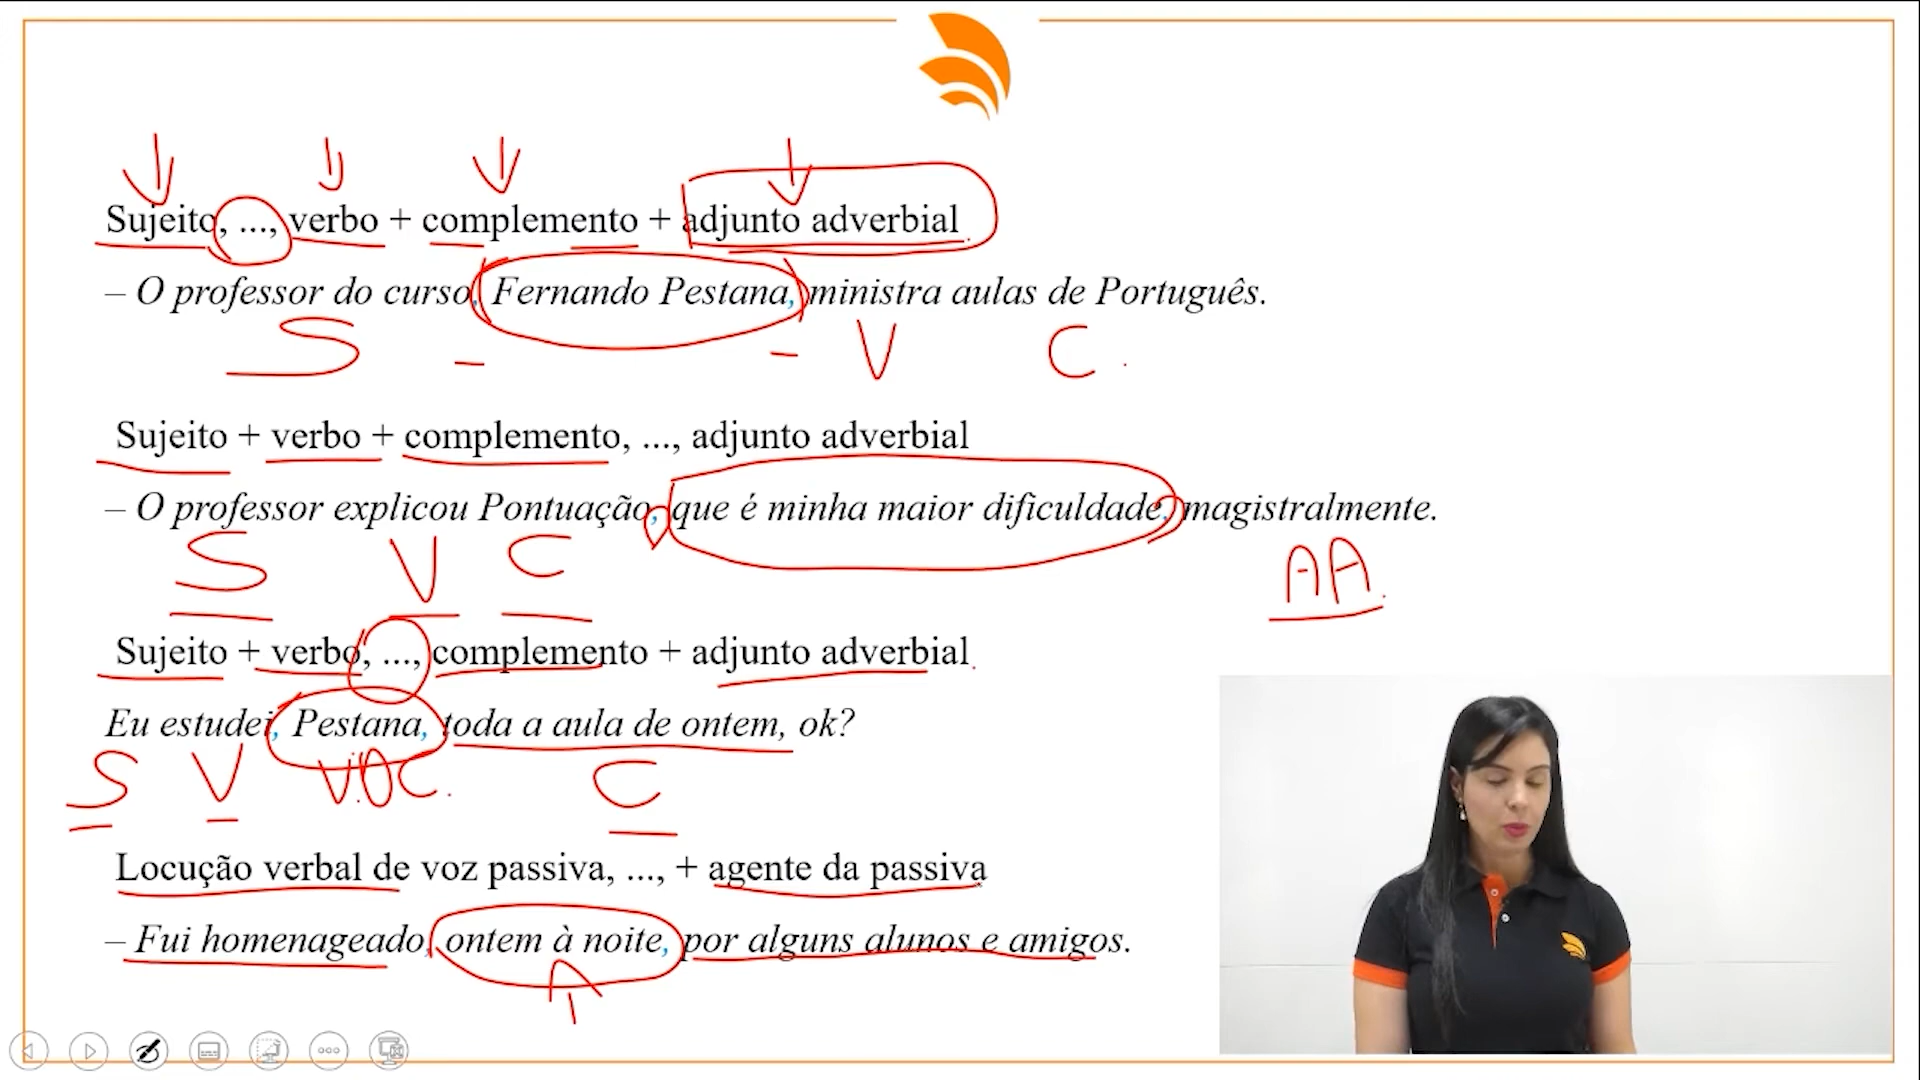 Sujeito, ..., verbo + complemento + adjunto adverbial
– O professor do curso, Fernando Pestana, ministra aulas de Português.
S V C
Sujeito + verbo + complemento, ..., adjunto adverbial
– O professor explicou Pontuação, que é minha maior dificuldade, magistralmente.
S V C AA
Sujeito + verbo, ..., complemento + adjunto adverbial
Eu estudei, Pestana, toda a aula de ontem, ok?
S V VOC. C
Locução verbal de voz passiva, ..., + agente da passiva
– Fui homenageado, ontem à noite, por alguns alunos e amigos.